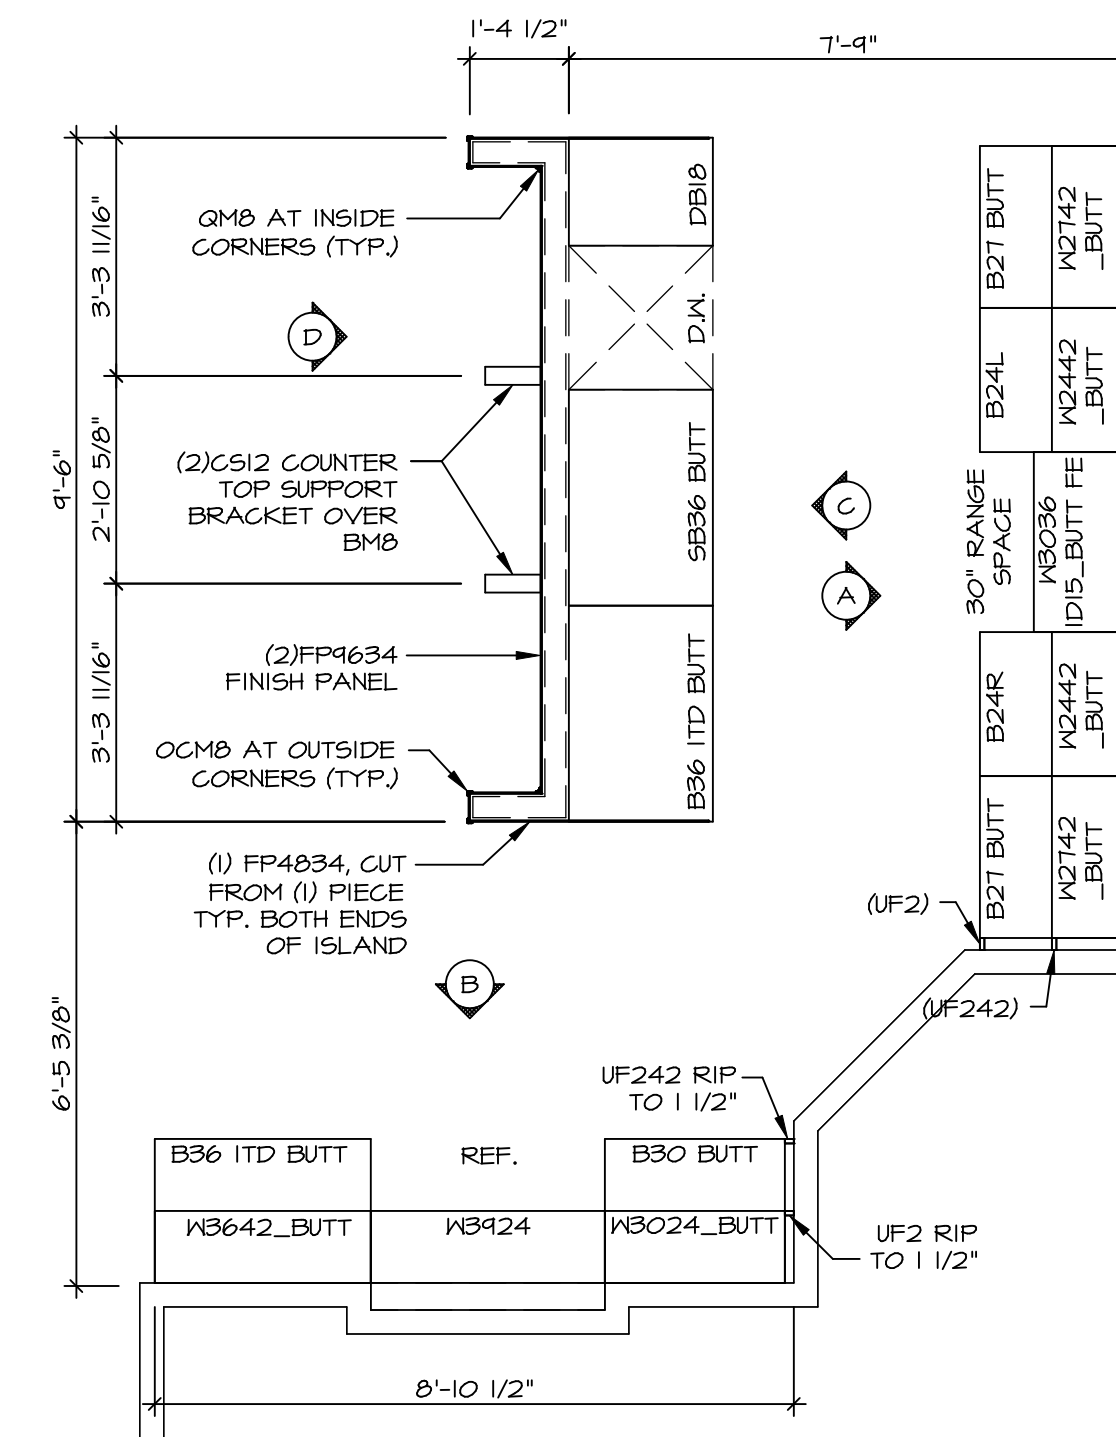 1'-4 1/2"
7'-9"
3'-3 11/16"
9'-6"
2'-10 5/8"
3'-3 11/16"
6'-5 3/8"
QM8 AT INSIDE
CORNERS (TYP.)
D
(2)CS12 COUNTER
TOP SUPPORT
BRACKET OVER
BM8
(2)FP9634
FINISH PANEL
OCM8 AT OUTSIDE
CORNERS (TYP.)
(1) FP4834, CUT
FROM (1) PIECE
TYP. BOTH ENDS
OF ISLAND
B
DB18
D.W.
SB36 BUTT
B36 1TD BUTT
C
A
B27 BUTT
W2742
_BUTT
B24L
W2442
_BUTT
30" RANGE
SPACE
W3036
1D15_BUTT FE
B24R
W2442
_BUTT
B27 BUTT
W2742
_BUTT
(UF2)
(UF242)
UF242 RIP
TO 1 1/2"
B36 1TD BUTT
REF.
B30 BUTT
W3642_BUTT
W3924
W3024_BUTT
UF2 RIP
TO 1 1/2"
8'-10 1/2"